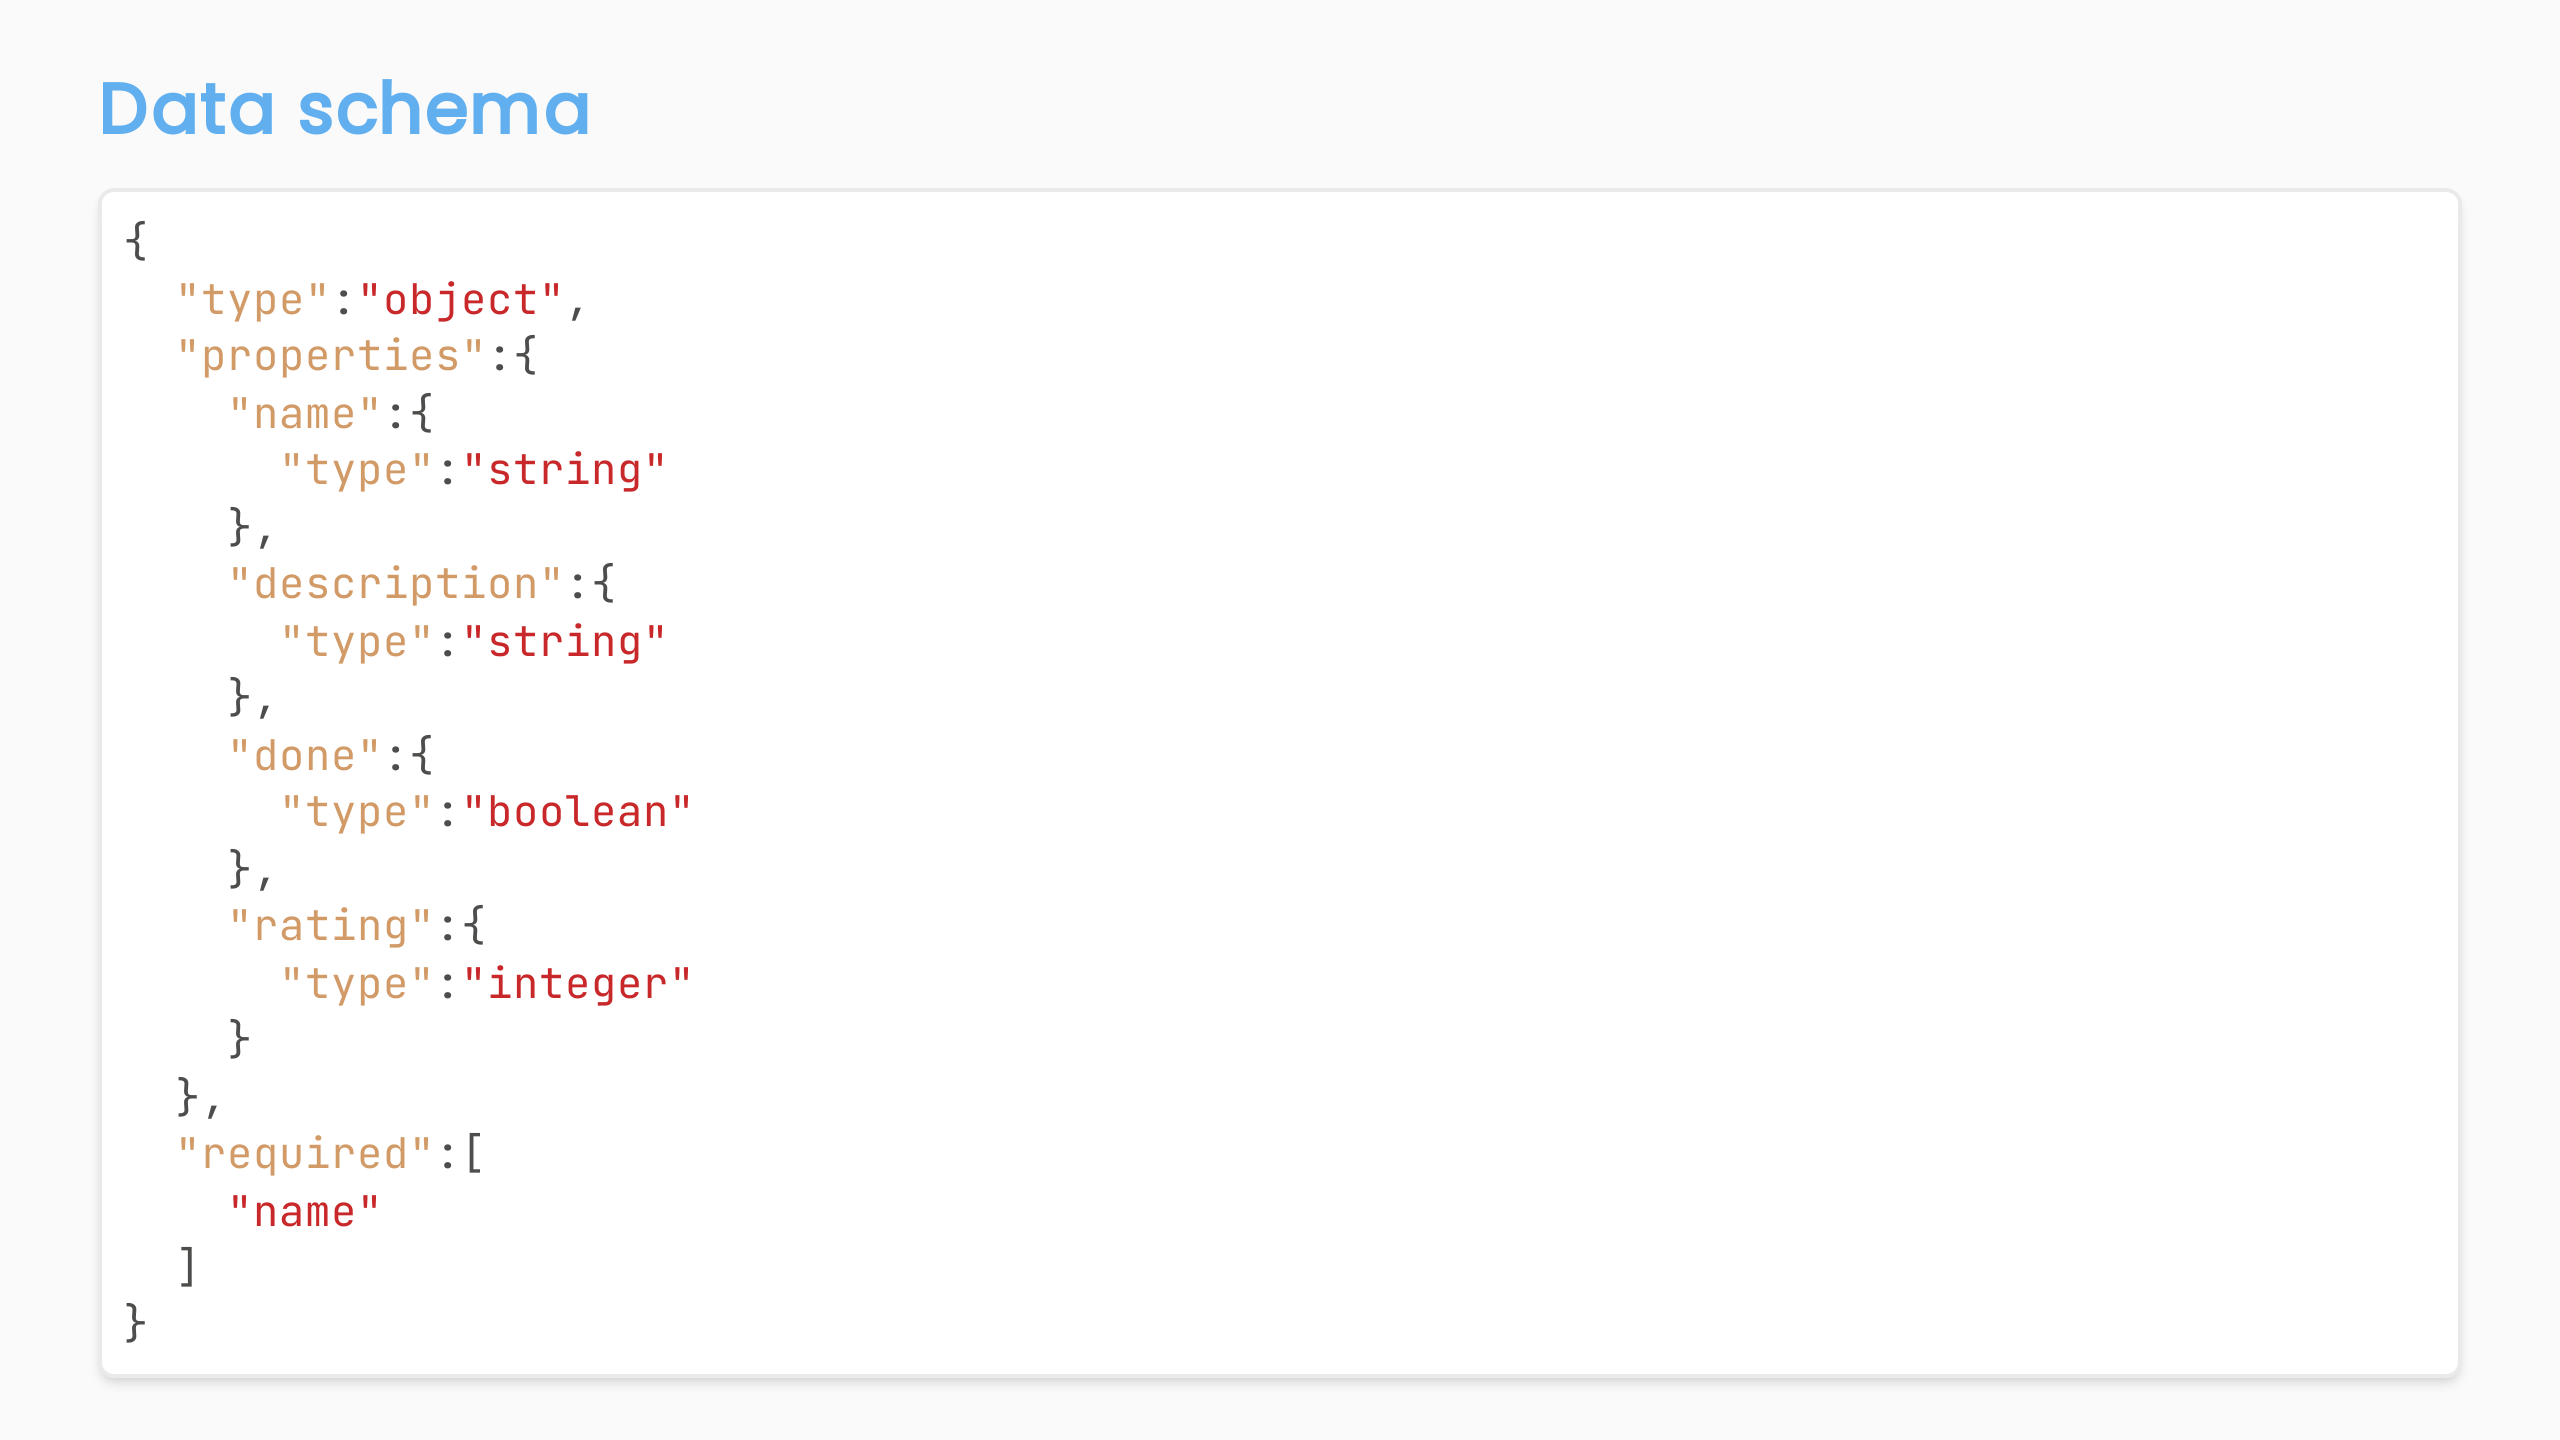 Data schema
{
  "type":"object",
  "properties":{
    "name":{
      "type":"string"
    },
    "description":{
      "type":"string"
    },
    "done":{
      "type":"boolean"
    },
    "rating":{
      "type":"integer"
    }
  },
  "required":[
    "name"
  ]
}